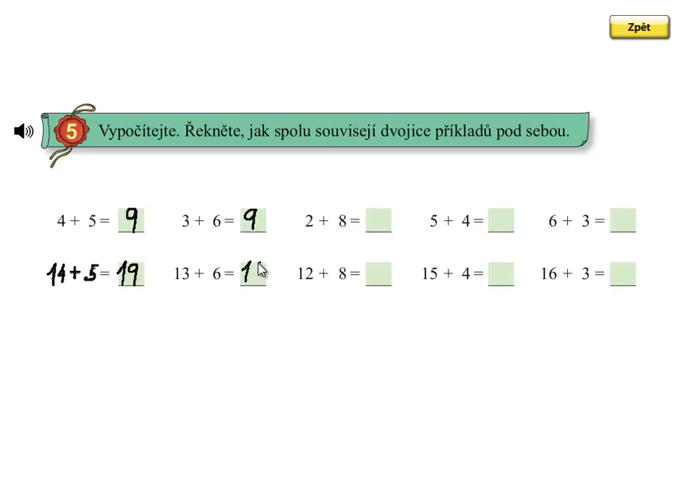 Zpět
5 Vypočítejte. Řekněte, jak spolu souvisejí dvojice příkladů pod sebou.
4 + 5 = 9 3 + 6 = 9 2 + 8 = 5 + 4 = 6 + 3 =
14 + 5 = 19 13 + 6 = 1 12 + 8 = 15 + 4 = 16 + 3 =